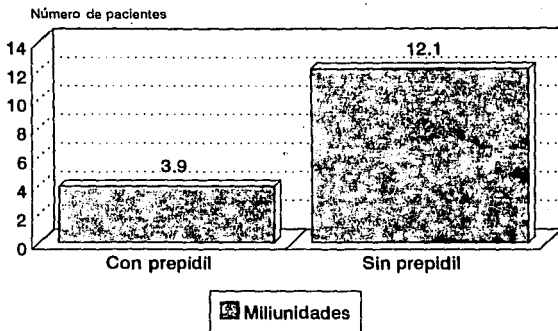 Número de pacientes
14
12
10
8
6
4
2
0
3.9
12.1
Con prepidil
Sin prepidil
Miliunidades